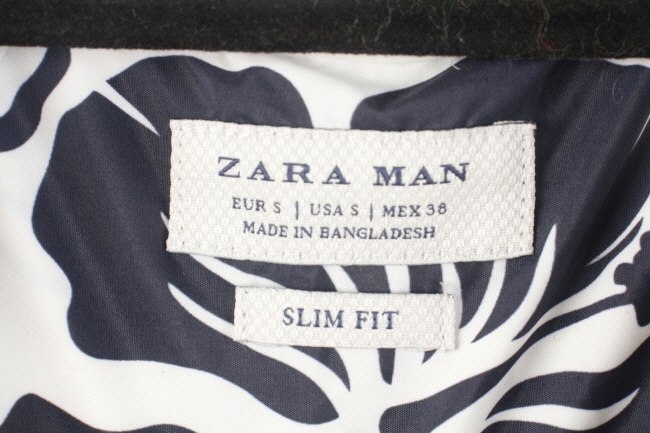 ZARA MAN
EUR S | USA S | MEX 38
MADE IN BANGLADESH
SLIM FIT